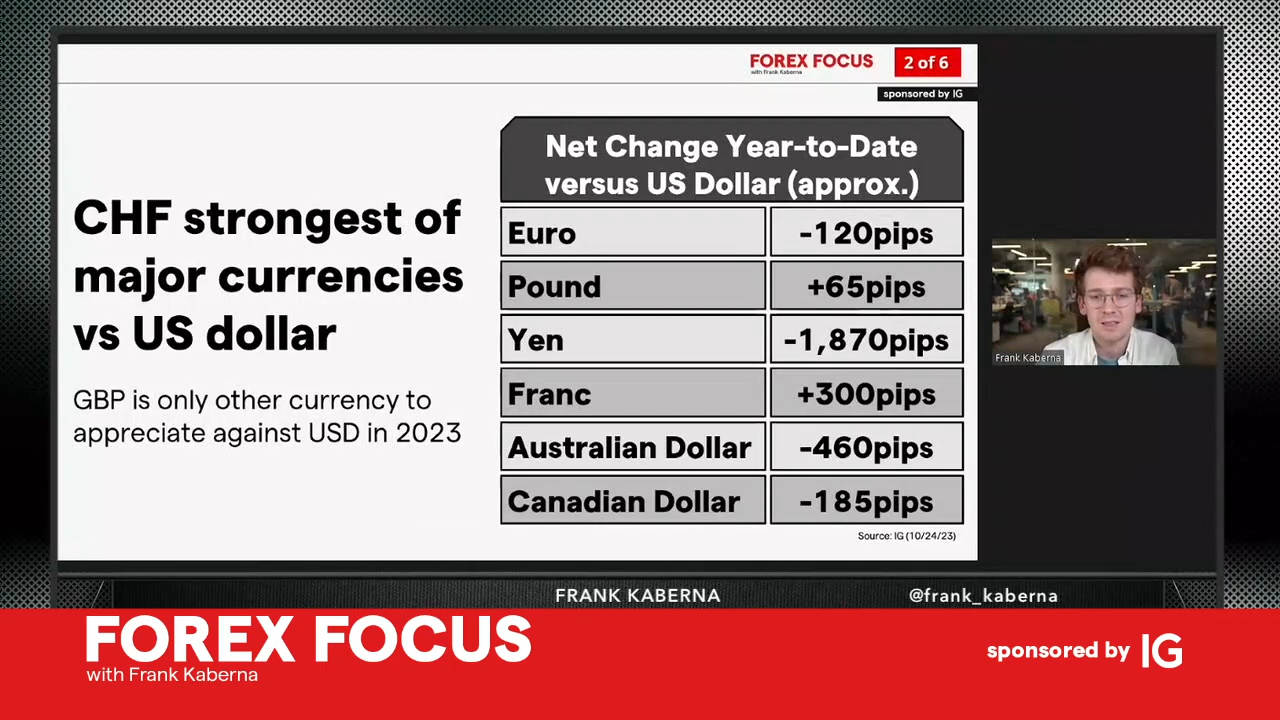 FOREX FOCUS
with Frank Kaberna
2 of 6
sponsored by IG
CHF strongest of
major currencies
vs US dollar
GBP is only other currency to
appreciate against USD in 2023
Net Change Year-to-Date
versus US Dollar (approx.)
Euro -120pips
Pound +65pips
Yen -1,870pips
Franc +300pips
Australian Dollar -460pips
Canadian Dollar -185pips
Source: IG (10/24/23)
Frank Kaberna
FRANK KABERNA
@frank_kaberna
FOREX FOCUS
with Frank Kaberna
sponsored by IG